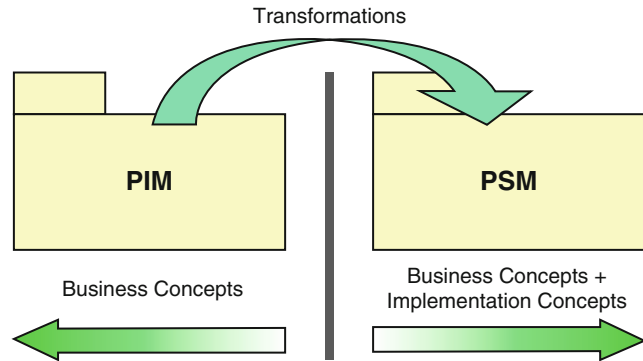 Transformations
PIM
PSM
Business Concepts
Business Concepts +
Implementation Concepts